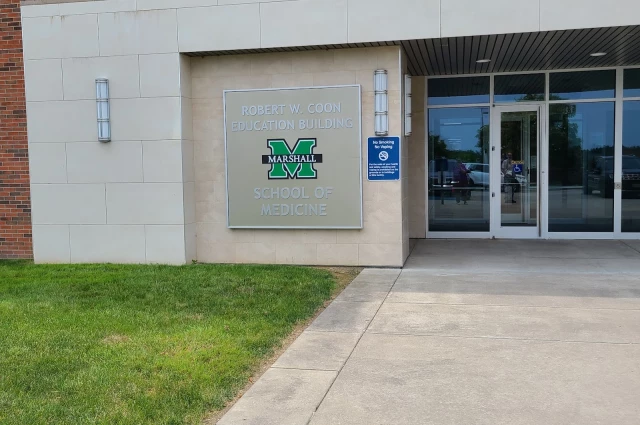 ROBERT W. COON
EDUCATION BUILDING
M
MARSHALL
SCHOOL OF
MEDICINE
No Smoking
No Vaping